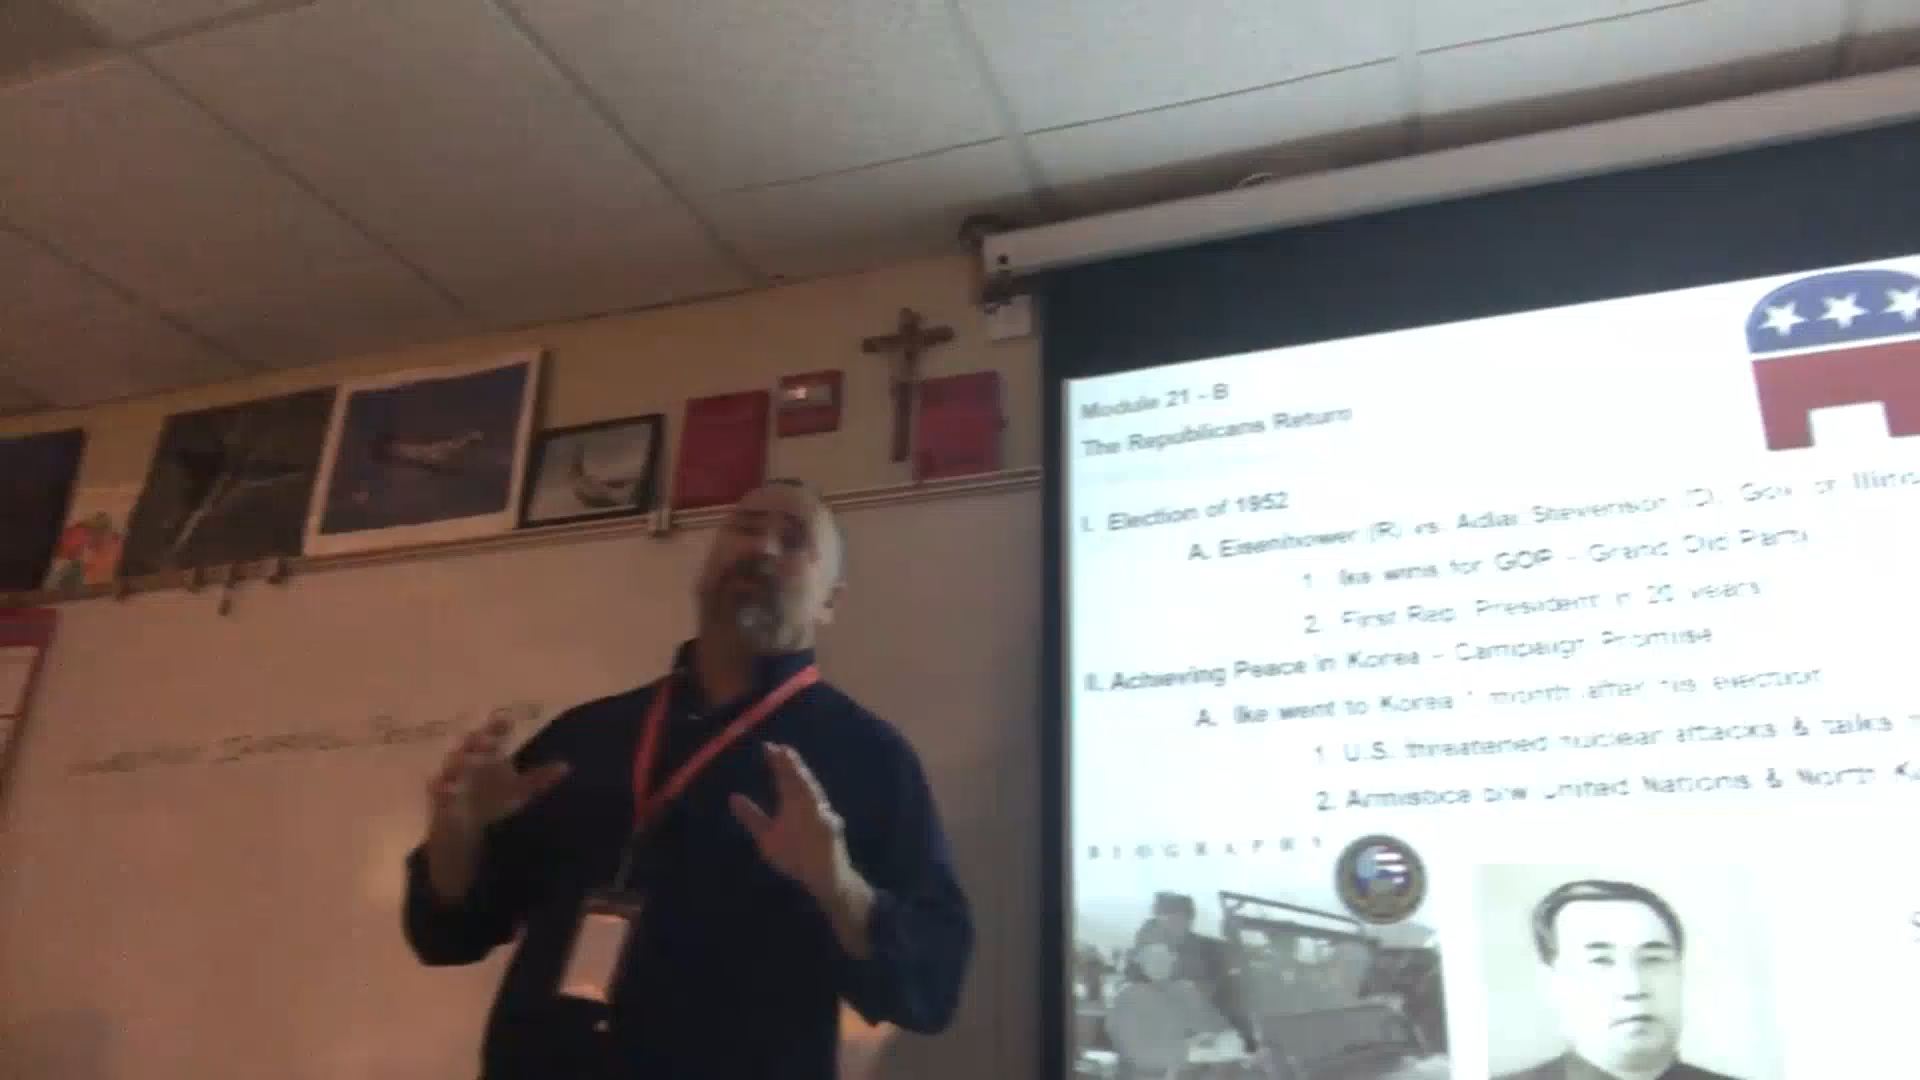 Module 21 - B
The Republicans Return
I. Election of 1952
A. Eisenhower (R) vs. Adlai Stevenson (D), Gov. of Illino
1. Ike wins for GOP - Grand Old Party
2. First Rep. President in 20 years
II. Achieving Peace in Korea - Campaign Promise
A. Ike went to Korea 1 month after his election
1. U.S. threatened nuclear attacks & talks
2. Armistice b/w United Nations & North K
BIOGRAPHY